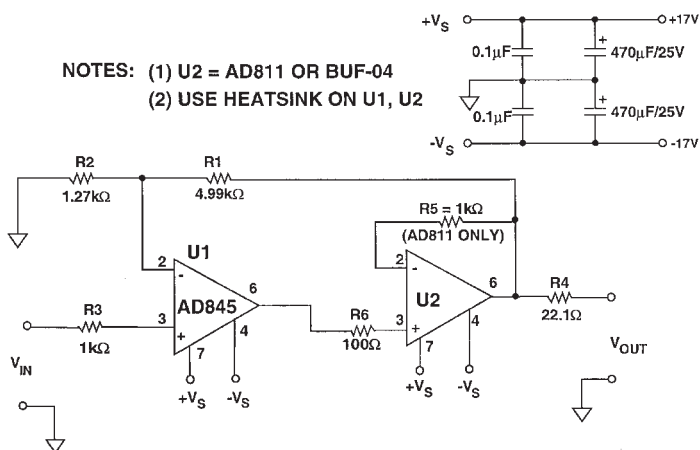 +VS
+17V
0.1µF
470µF/25V
+
NOTES: (1) U2 = AD811 OR BUF-04
(2) USE HEATSINK ON U1, U2
0.1µF
470µF/25V
+
-VS
-17V
R2
1.27kΩ
R1
4.99kΩ
R5 = 1kΩ
(AD811 ONLY)
U1
2
-
AD845
6
3
+
7
4
+VS
-VS
R3
1kΩ
VIN
R6
100Ω
2
-
U2
6
3
+
7
4
+VS
-VS
R4
22.1Ω
VOUT